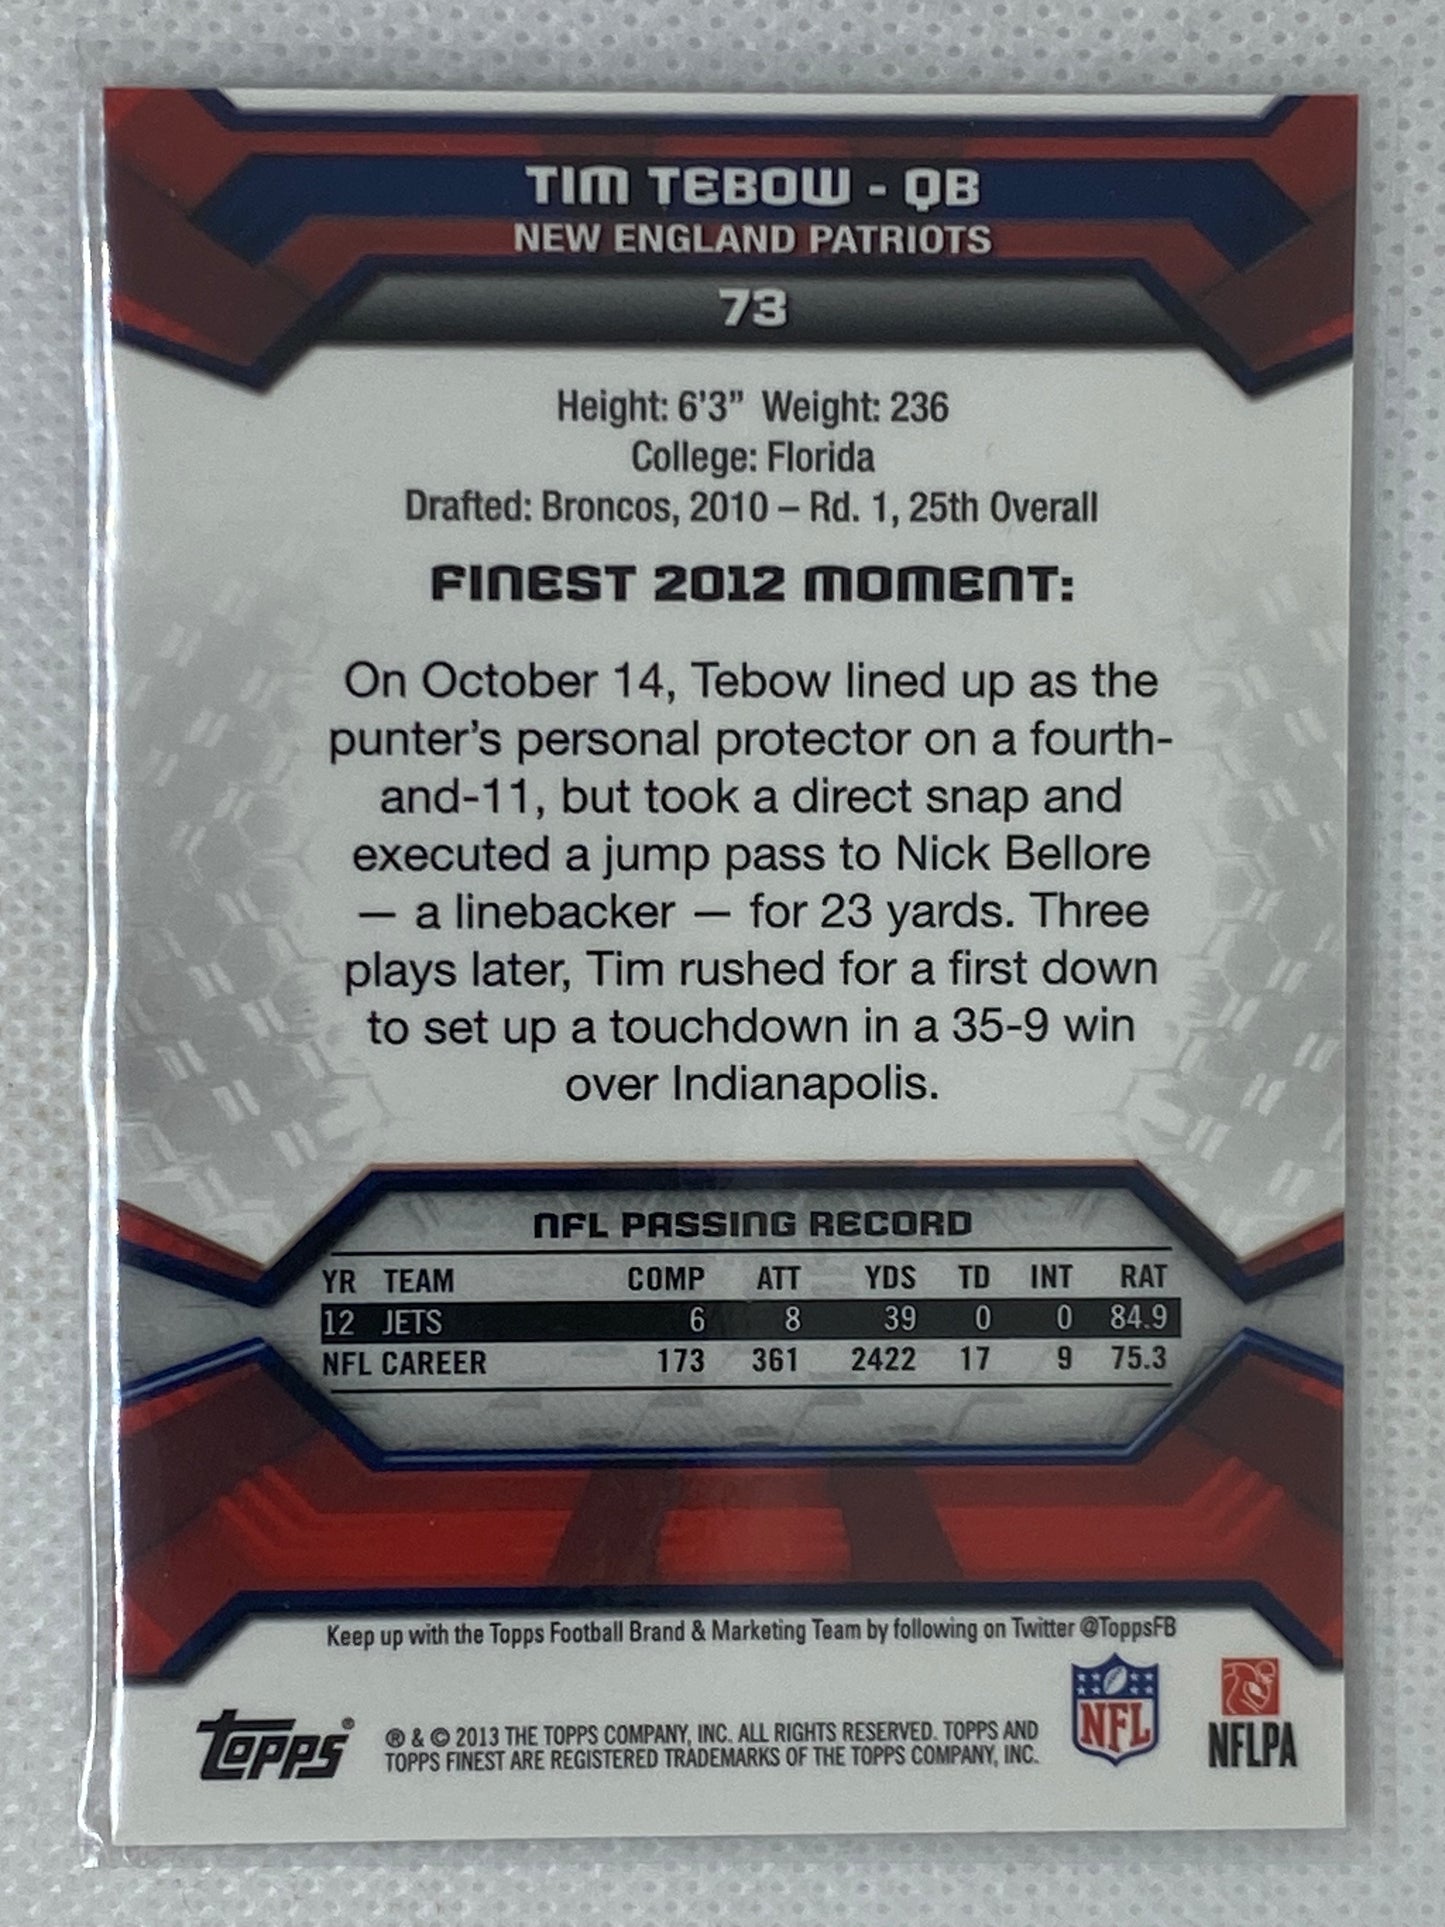 TIM TEBOW - QB
NEW ENGLAND PATRIOTS
73
Height: 6'3" Weight: 236
College: Florida
Drafted: Broncos, 2010 – Rd. 1, 25th Overall
FINEST 2012 MOMENT:
On October 14, Tebow lined up as the
punter's personal protector on a fourth-
and-11, but took a direct snap and
executed a jump pass to Nick Bellore
— a linebacker — for 23 yards. Three
plays later, Tim rushed for a first down
to set up a touchdown in a 35-9 win
over Indianapolis.
NFL PASSING RECORD
YR TEAM COMP ATT YDS TD INT RAT
12 JETS 6 8 39 0 0 84.9
NFL CAREER 173 361 2422 17 9 75.3
Keep up with the Topps Football Brand & Marketing Team by following on Twitter @ToppsFB
Topps®
® & © 2013 THE TOPPS COMPANY, INC. ALL RIGHTS RESERVED. TOPPS AND
TOPPS FINEST ARE REGISTERED TRADEMARKS OF THE TOPPS COMPANY, INC.
NFL
NFLPA